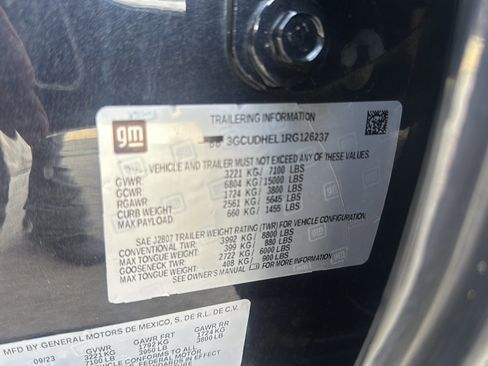 gm
TRAILERING INFORMATION
3GCUDHEL1RG126237
VEHICLE AND TRAILER MUST NOT EXCEED ANY OF THESE VALUES
GVWR: 3221 KG/ 7100 LBS
GCWR: 6804 KG/15000 LBS
RGAWR: 1724 KG/ 3800 LBS
CURB WEIGHT: 2561 KG/ 5645 LBS
MAX PAYLOAD 660 KG/ 1455 LBS
SAE J2807 TRAILER WEIGHT RATING (TWR) FOR VEHICLE CONFIGURATION.
CONVENTIONAL TWR: 3992 KG/ 8800 LBS
MAX TONGUE WEIGHT: 399 KG/ 880 LBS
GOOSENECK TWR: 2722 KG/ 6000 LBS
MAX TONGUE WEIGHT: 408 KG/ 900 LBS
SEE OWNER'S MANUAL
MFD BY GENERAL MOTORS DE MEXICO, S. DE R.L. DE C.V.
GVWR GAWR FRT GAWR RR
09/23 3221 KG 1792 KG 1724 KG
7100 LB 3950 LB 3800 LB